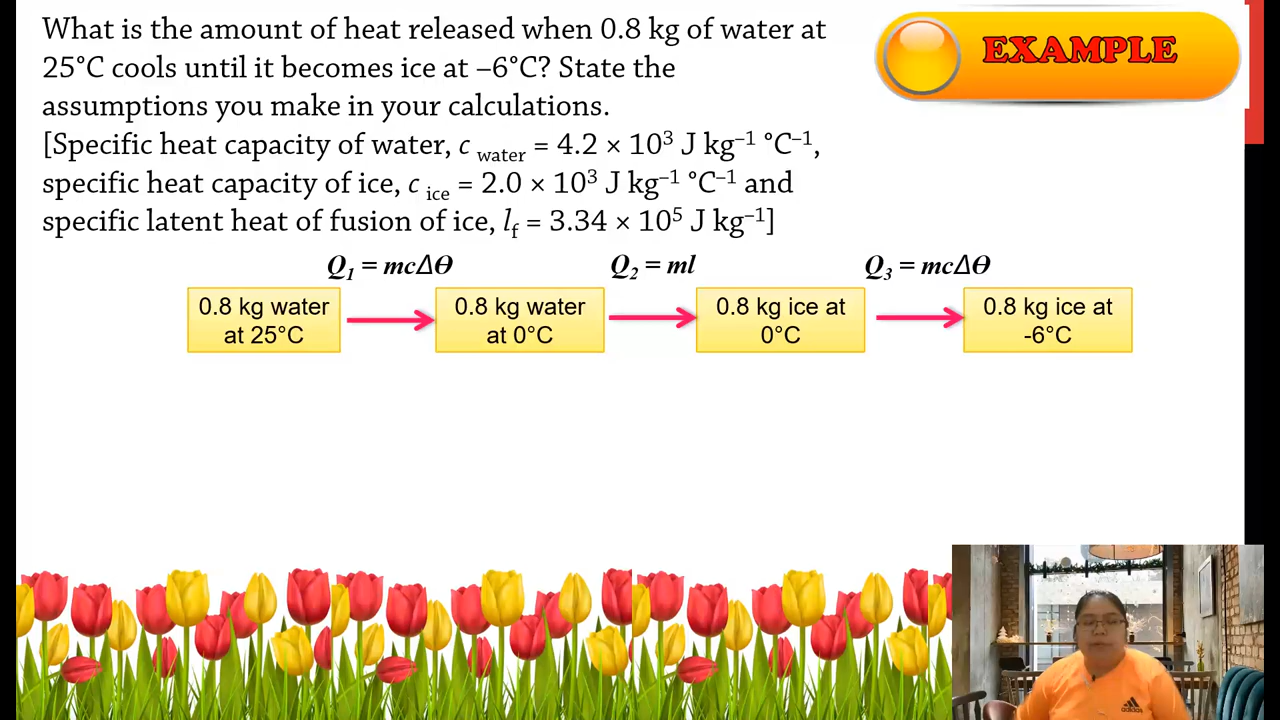 What is the amount of heat released when 0.8 kg of water at
25°C cools until it becomes ice at –6°C? State the
assumptions you make in your calculations.
[Specific heat capacity of water, c water = 4.2 × 10³ J kg⁻¹ °C⁻¹,
specific heat capacity of ice, c ice = 2.0 × 10³ J kg⁻¹ °C⁻¹ and
specific latent heat of fusion of ice, lf = 3.34 × 10⁵ J kg⁻¹]
EXAMPLE
Q₁ = mcΔΘ
Q₂ = ml
Q₃ = mcΔΘ
0.8 kg water
at 25°C
0.8 kg water
at 0°C
0.8 kg ice at
0°C
0.8 kg ice at
-6°C
adidas